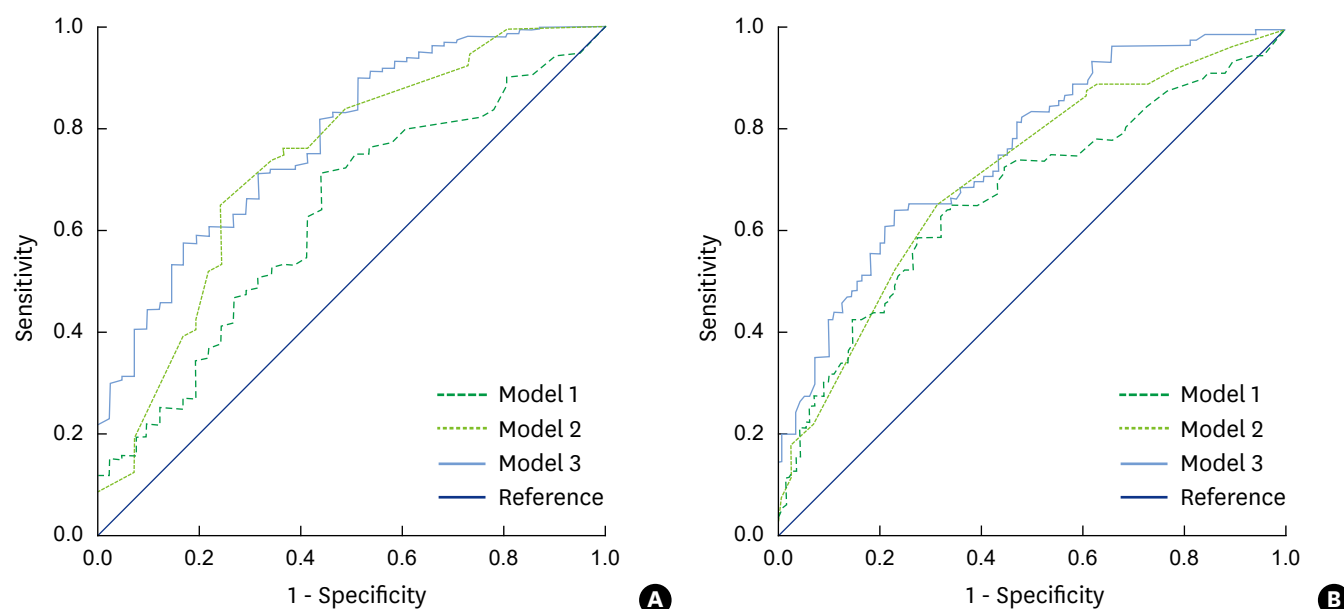 1.0
0.8
0.6
0.4
0.2
0.0
Sensitivity
Model 1
Model 2
Model 3
Reference
0.0 0.2 0.4 0.6 0.8 1.0
1 - Specificity
A
1.0
0.8
0.6
0.4
0.2
0.0
Sensitivity
Model 1
Model 2
Model 3
Reference
0.0 0.2 0.4 0.6 0.8 1.0
1 - Specificity
B